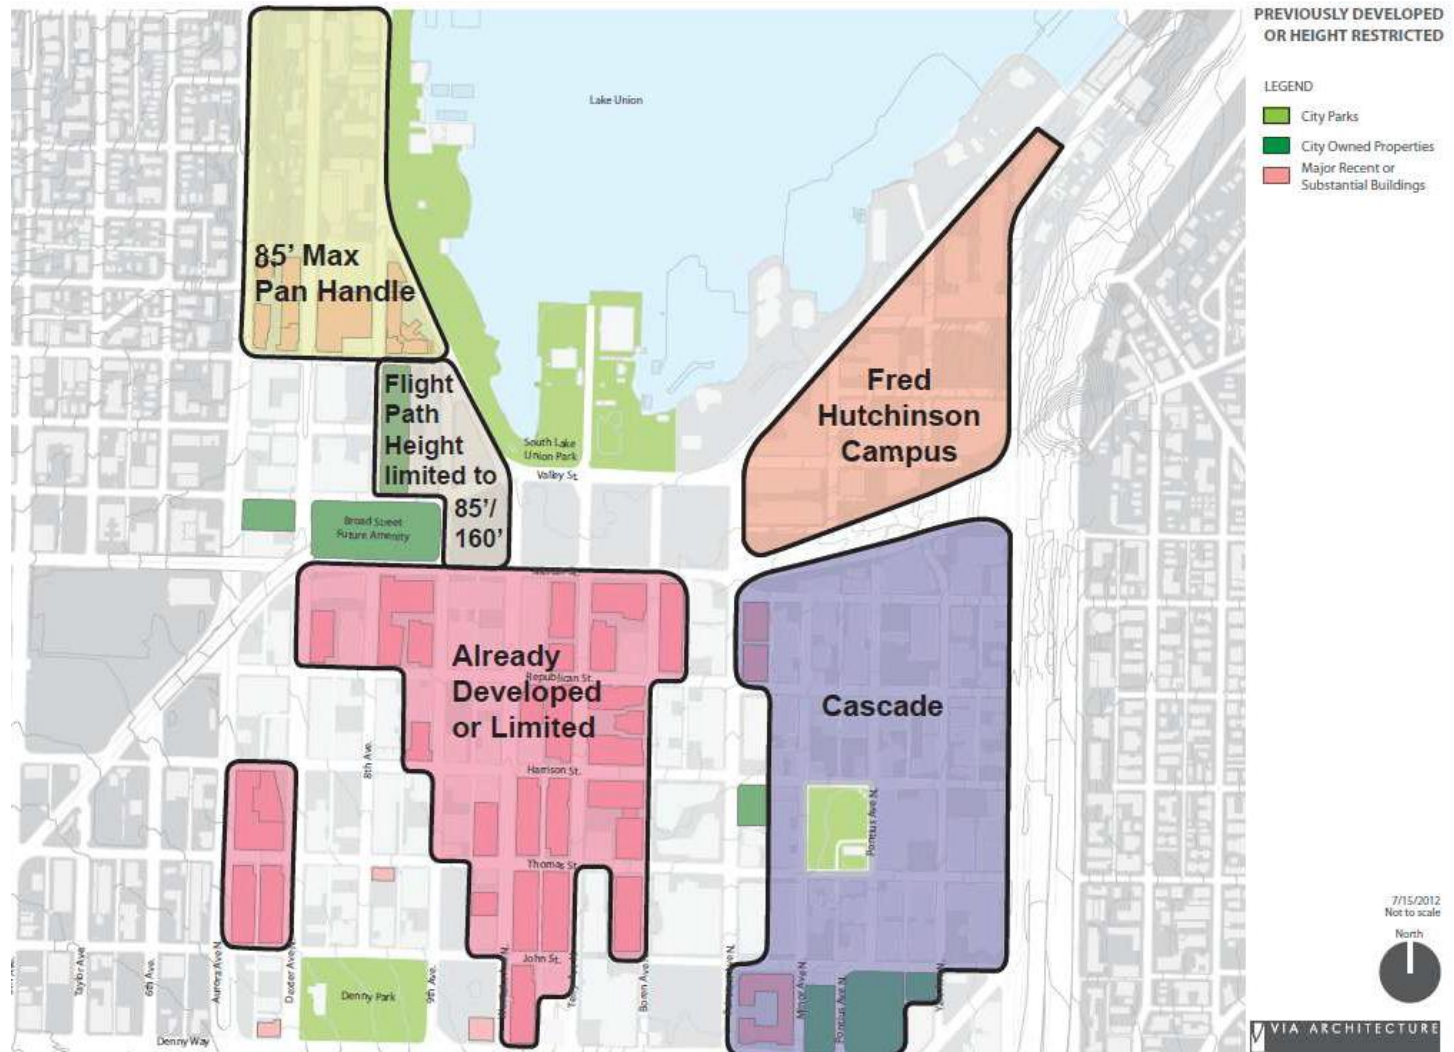 PREVIOUSLY DEVELOPED
OR HEIGHT RESTRICTED
LEGEND
City Parks
City Owned Properties
Major Recent or
Substantial Buildings
Lake Union
85' Max
Pan Handle
Flight
Path
Height
limited to
85'/
160'
Fred
Hutchinson
Campus
South Lake
Union Park
Valley St.
Broad Street
Future Amenity
Already
Developed
or Limited
Republican St.
Cascade
8th Ave.
Harrison St.
Pontius Ave N.
Thomas St
John St.
Taylor Ave
6th Ave.
Aurora Ave N.
Dexter Ave N.
Denny Park
9th Ave.
Boren Ave
Minor Ave N
Pontius Ave N.
Denny Way
7/15/2012
Not to scale
North
VIA ARCHITECTURE